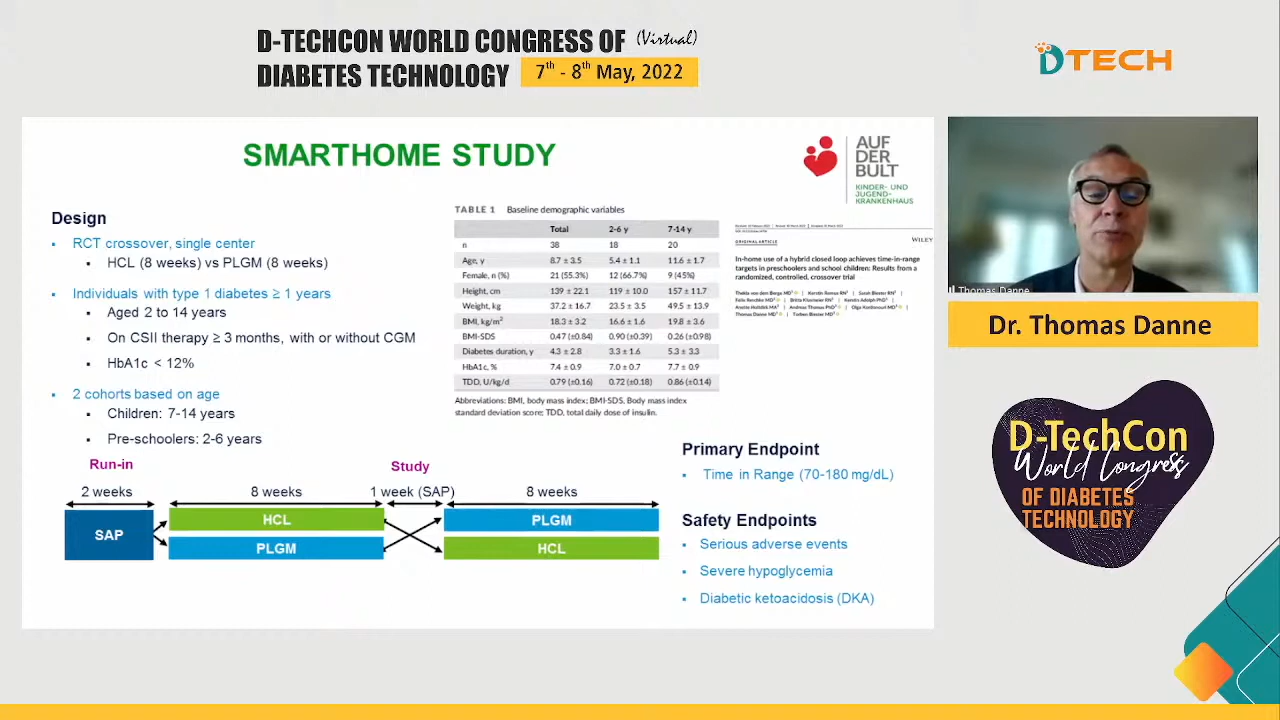 D-TECHCON WORLD CONGRESS OF (Virtual)
DIABETES TECHNOLOGY 7th - 8th May, 2022
DTECH
SMARTHOME STUDY
AUF
DER
BULT
KINDER- UND
JUGEND-
KRANKENHAUS
Design
▪ RCT crossover, single center
▪ HCL (8 weeks) vs PLGM (8 weeks)
▪ Individuals with type 1 diabetes ≥ 1 years
▪ Aged 2 to 14 years
▪ On CSII therapy ≥ 3 months, with or without CGM
▪ HbA1c < 12%
▪ 2 cohorts based on age
▪ Children: 7-14 years
▪ Pre-schoolers: 2-6 years
TABLE 1 Baseline demographic variables
Total 2-6 y 7-14 y
n 38 18 20
Age, y 8.7 ± 3.5 5.4 ± 1.1 11.6 ± 1.7
Female, n (%) 21 (55.3%) 12 (66.7%) 9 (45%)
Height, cm 139 ± 22.1 119 ± 10.0 157 ± 11.7
Weight, kg 37.2 ± 16.7 23.5 ± 3.5 49.5 ± 13.9
BMI, kg/m² 18.3 ± 3.2 16.6 ± 1.6 19.8 ± 3.6
BMI-SDS 0.47 (±0.84) 0.90 (±0.39) 0.26 (±0.98)
Diabetes duration, y 4.3 ± 2.8 3.3 ± 1.6 5.3 ± 3.3
HbA1c, % 7.4 ± 0.9 7.0 ± 0.7 7.7 ± 0.9
TDD, U/kg/d 0.79 (±0.16) 0.72 (±0.18) 0.86 (±0.14)
Abbreviations: BMI, body mass index; BMI-SDS, Body mass index
standard deviation score; TDD, total daily dose of insulin.
ORIGINAL ARTICLE WILEY
In-home use of a hybrid closed loop achieves time-in-range
targets in preschoolers and school children: Results from a
randomized, controlled, crossover trial
Run-in
Study
2 weeks 8 weeks 1 week (SAP) 8 weeks
SAP
HCL PLGM
PLGM HCL
Primary Endpoint
▪ Time in Range (70-180 mg/dL)
Safety Endpoints
▪ Serious adverse events
▪ Severe hypoglycemia
▪ Diabetic ketoacidosis (DKA)
Thomas Danne
Dr. Thomas Danne
D-TechCon
World Congress
OF DIABETES
TECHNOLOGY